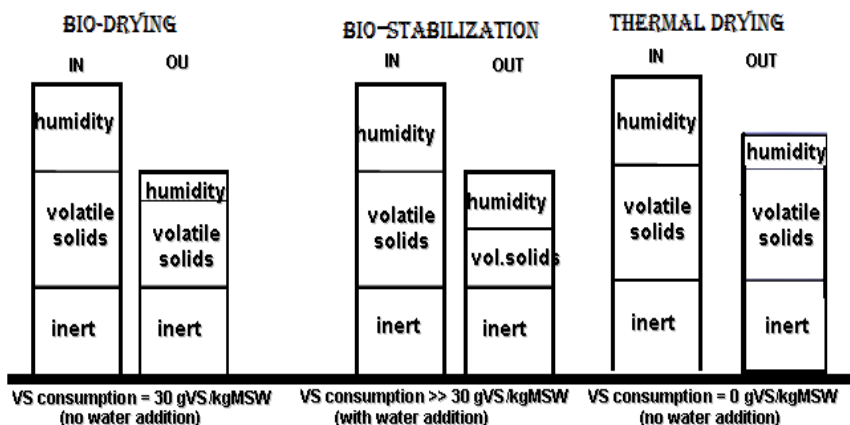 BIO-DRYING
IN
OU
humidity
volatile
solids
inert
humidity
volatile
solids
inert
VS consumption = 30 gVS/kgMSW
(no water addition)
BIO-STABILIZATION
IN
OUT
humidity
volatile
solids
inert
humidity
vol.solids
inert
VS consumption >> 30 gVS/kgMSW
(with water addition)
THERMAL DRYING
IN
OUT
humidity
volatile
solids
inert
humidity
volatile
solids
inert
VS consumption = 0 gVS/kgMSW
(no water addition)